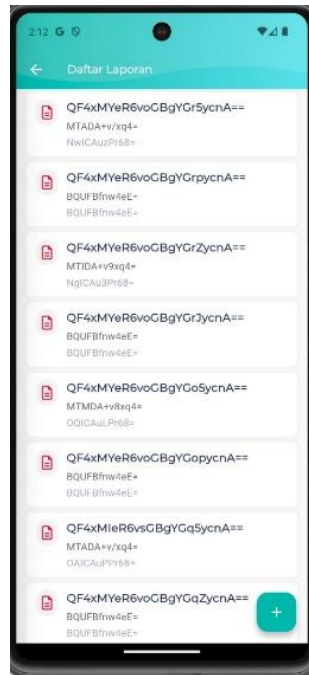 2:12 G
Daftar Laporan
QF4xMYeR6voGBgYGr5ycnA==
MTADA+v/xq4=
NwICAuzPr68=
QF4xMYeR6voGBgYGrpycnA==
BQUFBfnw4eE=
BQUFBfnw4eE=
QF4xMYeR6voGBgYGrZycnA==
MTIDA+v9xq4=
NgICAu3Pr68=
QF4xMYeR6voGBgYGrJycnA==
BQUFBfnw4eE=
BQUFBfnw4eE=
QF4xMYeR6voGBgYGo5ycnA==
MTMDA+v8xq4=
OQICAuLPr68=
QF4xMYeR6voGBgYGopycnA==
BQUFBfnw4eE=
BQUFBfnw4eE=
QF4xMIeR6vsGBgYGq5ycnA==
MTADA+v/xq4=
OAICAuPPr68=
QF4xMYeR6voGBgYGqZycnA==
BQUFBfnw4eE=
BQUFBfnw4eE=
+